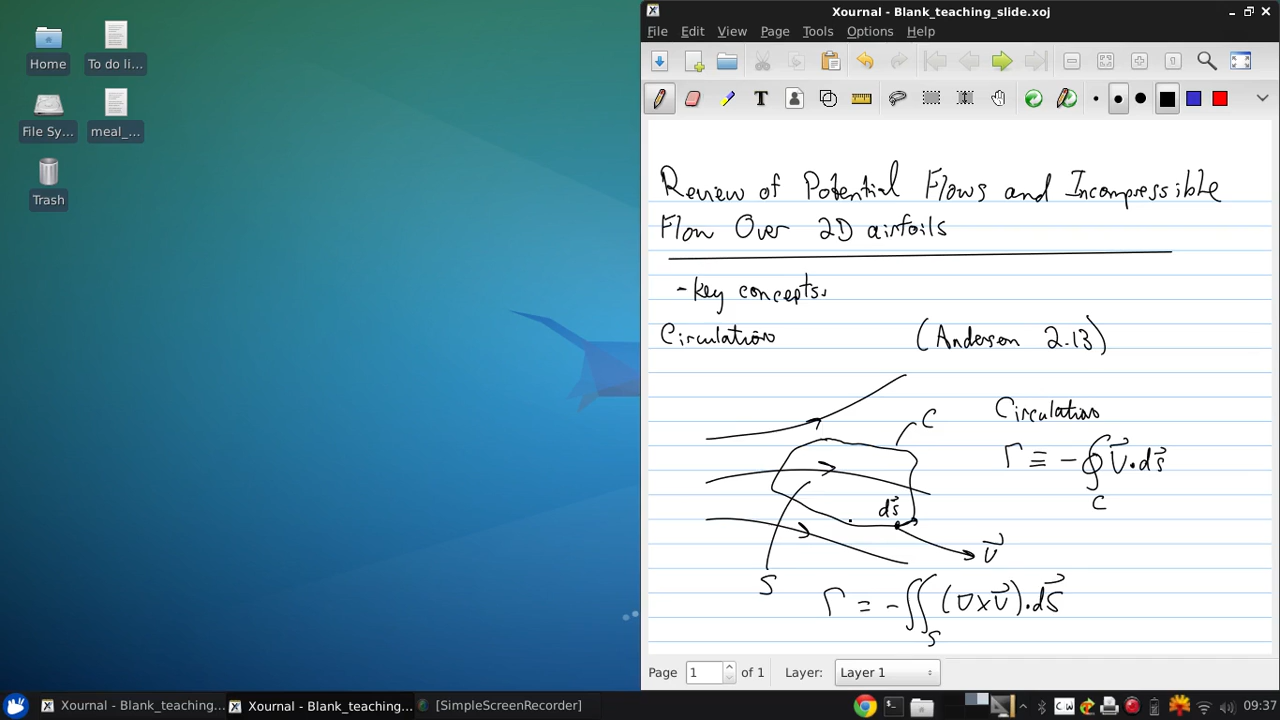 Xournal - Blank_teaching_slide.xoj
File Edit View Page Tools Options Help
Home
To do li...
File Sy...
meal_...
Trash
Review of Potential Flows and Incompressible
Flow Over 2D airfoils
- Key concepts.
Circulation (Anderson 2.13)
C
Circulation
Γ ≡ -∮ V⃗·ds⃗
C
ds⃗
V⃗
S
Γ = -∬ (∇×V⃗)·dS⃗
S
Page 1 of 1 Layer: Layer 1
Xournal - Blank_teaching... Xournal - Blank_teaching... [SimpleScreenRecorder] CW 09:37